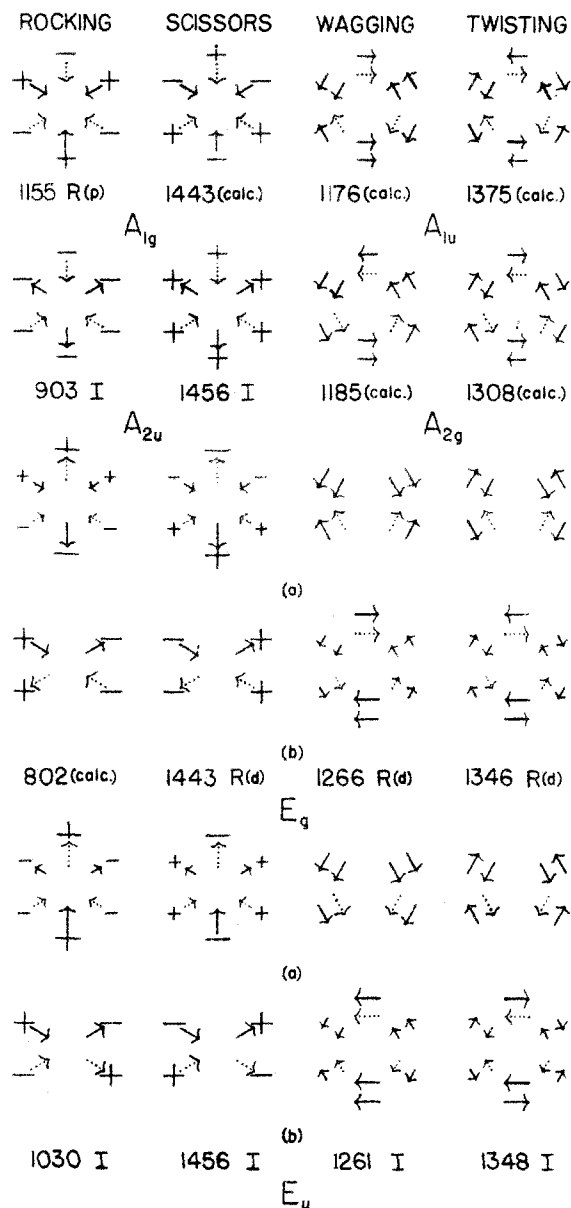 ROCKING SCISSORS WAGGING TWISTING
1155 R(p) 1443(calc.) 1176(calc.) 1375(calc.)
A1g A1u
903 I 1456 I 1185(calc.) 1308(calc.)
A2u A2g
(a)
(b)
802(calc.) 1443 R(d) 1266 R(d) 1346 R(d)
Eg
(a)
(b)
1030 I 1456 I 1261 I 1348 I
Eu